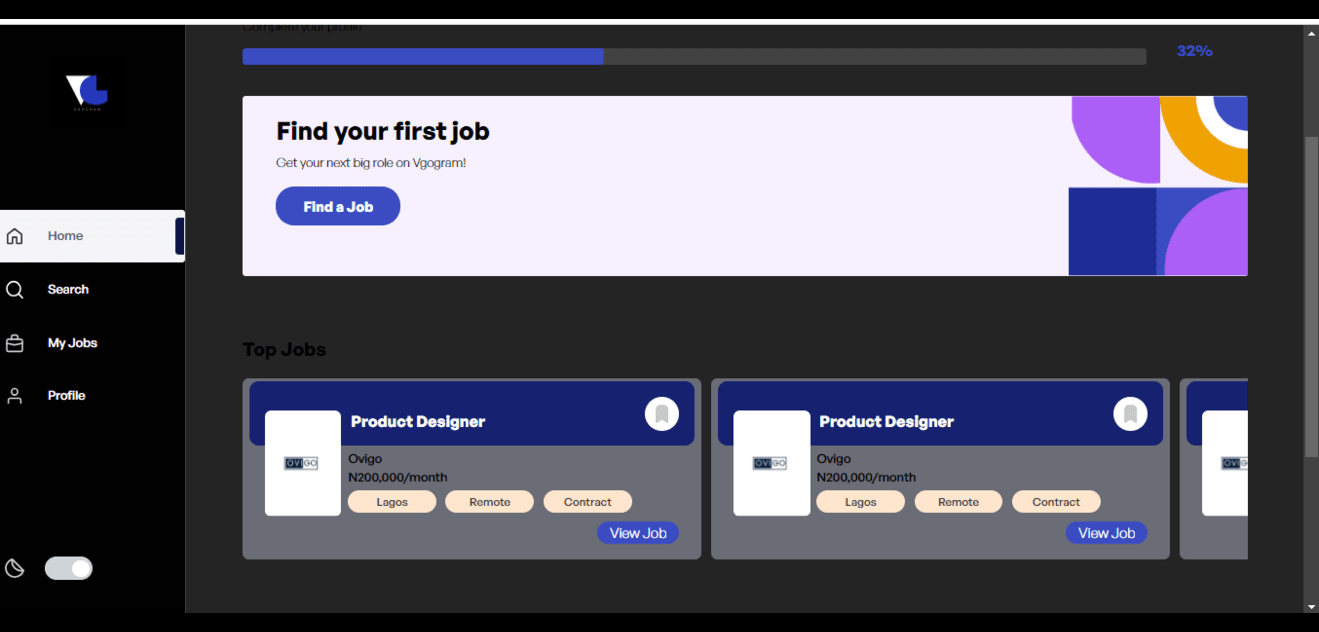 Complete your profile
32%
Find your first job
Get your next big role on Vgogram!
Find a Job
Home
Search
My Jobs
Profile
Top Jobs
Product Designer
OVIGO
Ovigo
N200,000/month
Lagos
Remote
Contract
View Job
Product Designer
OVIGO
Ovigo
N200,000/month
Lagos
Remote
Contract
View Job